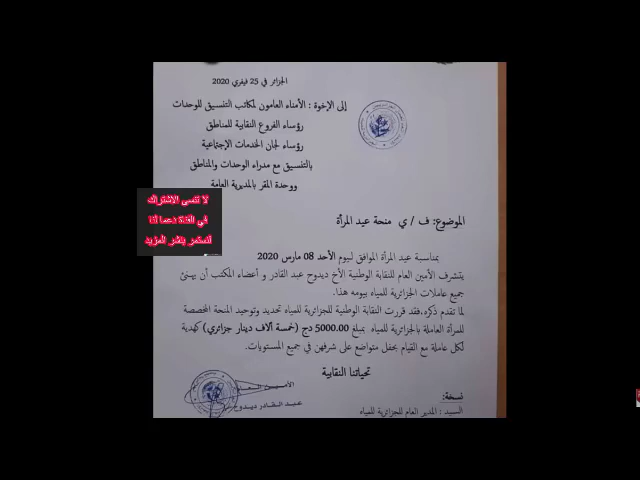 الجزائر في 25 فيفري 2020
إلى الإخوة : الأمناء العامون لمكاتب التنسيق للوحدات
رؤساء الفروع النقابية للمناطق
رؤساء لجان الخدمات الإجتماعية
بالتنسيق مع مدراء الوحدات والمناطق
ووحدة المقر بالمديرية العامة
لا تنسى الاشتراك
في القناة دعما لنا
لنستمر بنشر المزيد
الموضوع: ف / ي منحة عيد المرأة
بمناسبة عيد المرأة الموافق ليوم الأحد 08 مارس 2020
يتشرف الأمين العام للنقابة الوطنية الأخ ديدوح عبد القادر و أعضاء المكتب أن يهنئ
جميع عاملات الجزائرية للمياه بيومه هذا.
لما تقدم ذكره،فقد قررت النقابة الوطنية للجزائرية للمياه تحديد وتوحيد المنحة المخصصة
للمرأة العاملة بالجزائرية للمياه بمبلغ 5000.00 دج (خمسة آلاف دينار جزائري) كهدية
لكل عاملة مع القيام بحفل متواضع على شرفهن في جميع المستويات.
تحياتنا النقابية
الأمين العام
عبد القادر ديدوح
نسخة:
السيد : المدير العام للجزائرية للمياه